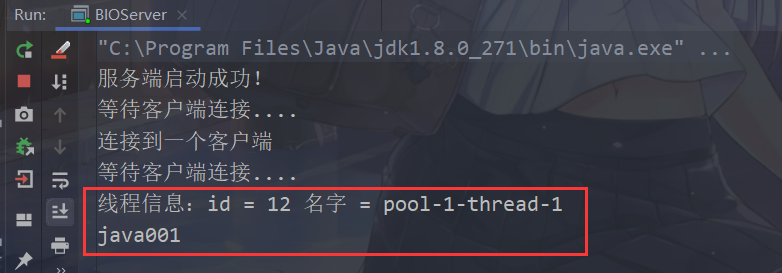 Run: BIOServer ×
"C:\Program Files\Java\jdk1.8.0_271\bin\java.exe" ...
服务端启动成功！
等待客户端连接....
连接到一个客户端
等待客户端连接....
线程信息：id = 12 名字 = pool-1-thread-1
java001